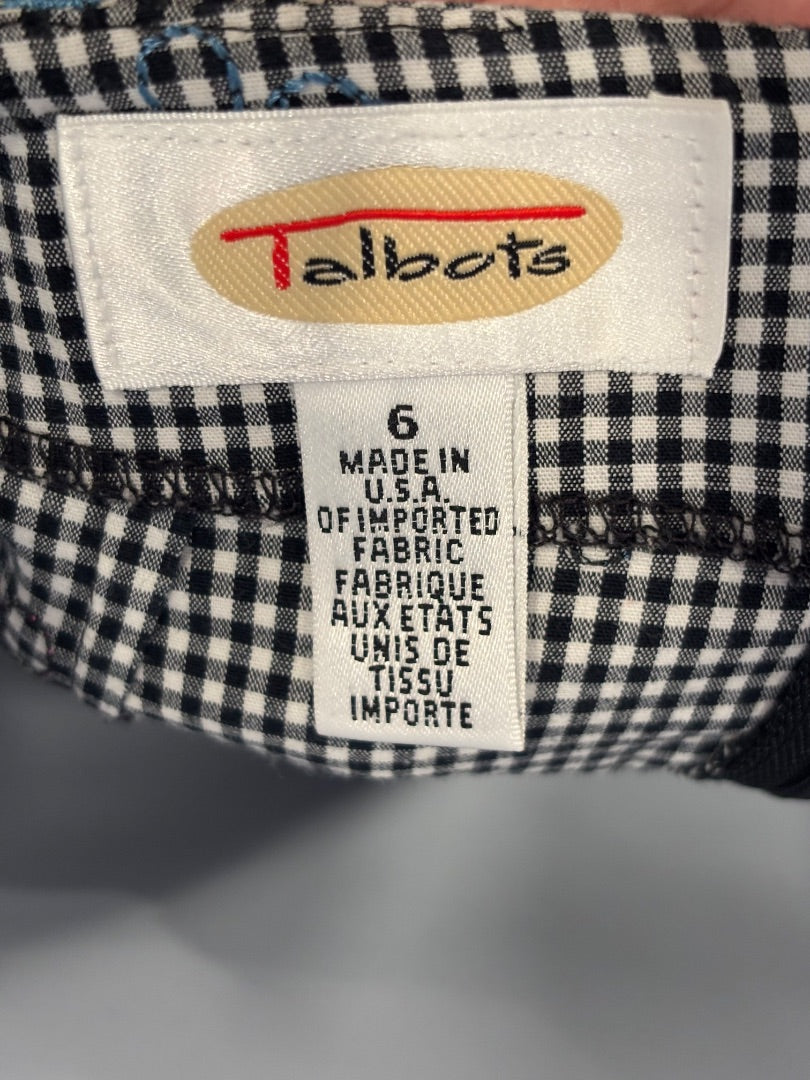 Talbots
6
MADE IN
U.S.A.
OF IMPORTED
FABRIC
FABRIQUE
AUX ETATS
UNIS DE
TISSU
IMPORTE